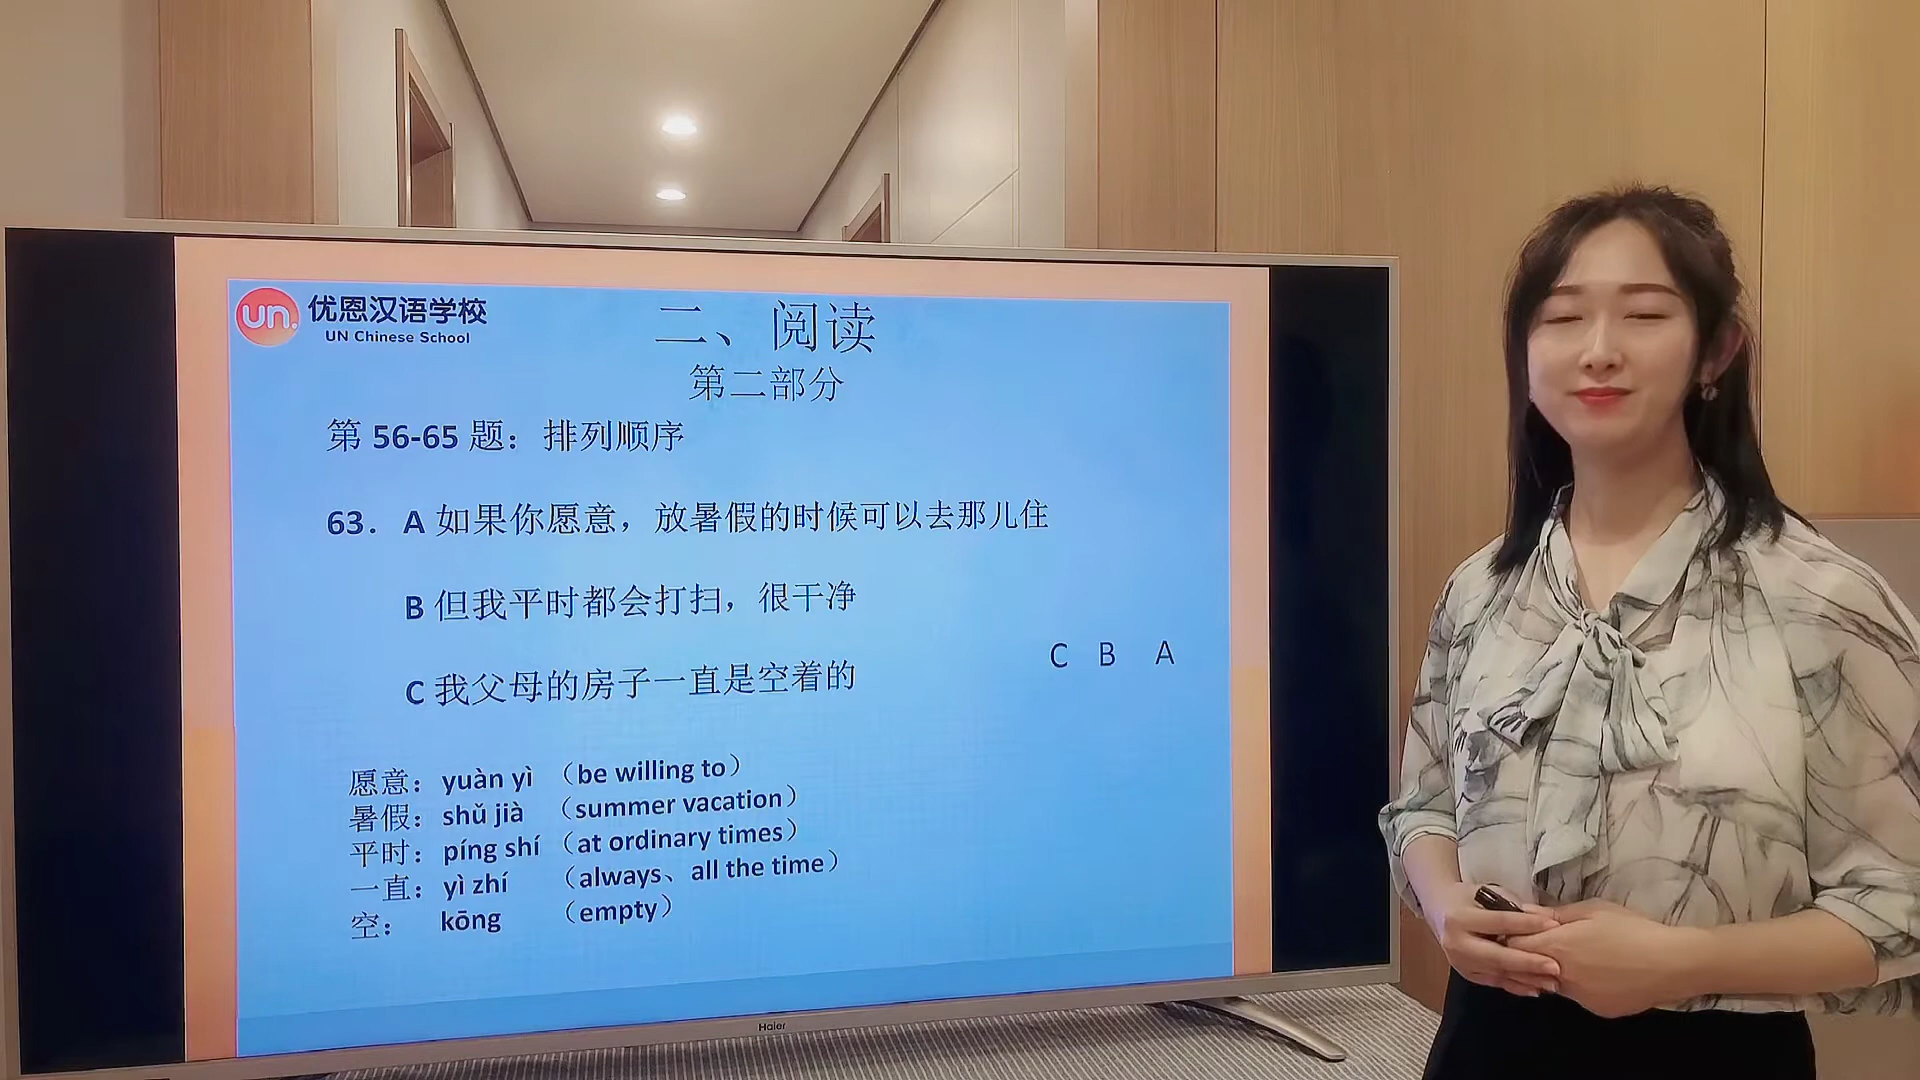 un.
优恩汉语学校
UN Chinese School
二、阅读
第二部分
第 56-65 题：排列顺序
63. A 如果你愿意，放暑假的时候可以去那儿住
B 但我平时都会打扫，很干净
C 我父母的房子一直是空着的
C B A
愿意：yuàn yì （be willing to）
暑假：shǔ jià （summer vacation）
平时：píng shí （at ordinary times）
一直：yì zhí （always、all the time）
空： kōng （empty）
Haier